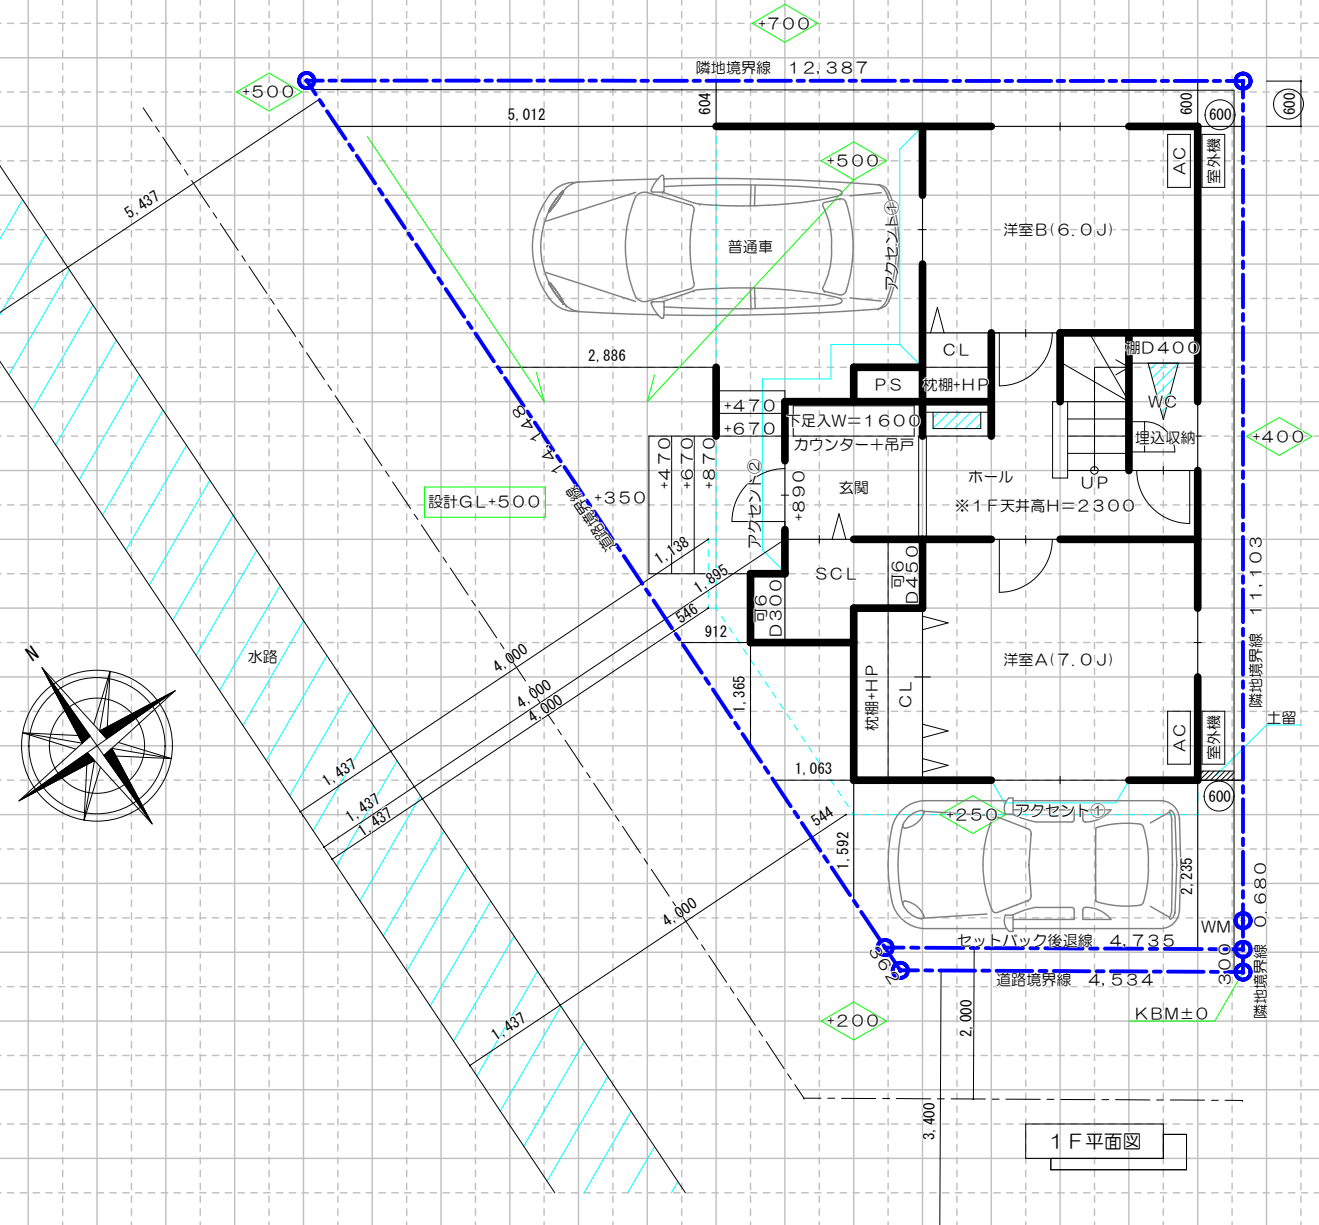 +700
隣地境界線　12,387
+500
604
600
600
600
5,012
+500
AC
室外機
5,437
アクセント①
洋室B(6.0J)
普通車
2,886
CL
棚D400
PS
枕棚+HP
WC
+470
+670
下足入W=1600
カウンター+吊戸
埋込収納
+400
14,148
道路境界線
+470
+670
+870
アクセント②
+890
玄関
ホール
UP
設計GL+500
+350
※1F天井高H=2300
1,138
1,895
546
SCL
可6
D450
可6
D300
912
隣地境界線　11,103
N
水路
4,000
4,000
4,000
洋室A(7.0J)
1,365
枕棚+HP
CL
AC
室外機
土留
1,063
1,437
1,437
1,437
600
544
+250
アクセント①
1,592
2,235
4,000
隣地境界線　0.680
WM
セットバック後退線　4,735
362
300
道路境界線　4,534
KBM±0
+200
1,437
2,000
3,400
1F平面図